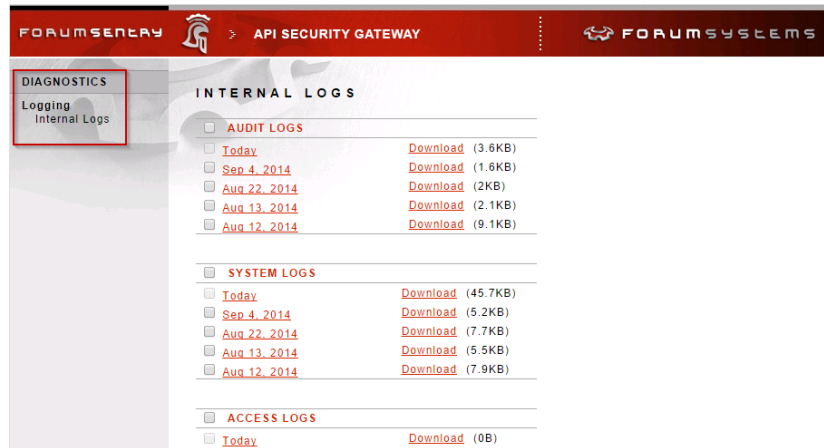 FORUMSENTRY > API SECURITY GATEWAY FORUMSYSTEMS
DIAGNOSTICS
Logging
Internal Logs
INTERNAL LOGS
AUDIT LOGS
Today Download (3.6KB)
Sep 4, 2014 Download (1.6KB)
Aug 22, 2014 Download (2KB)
Aug 13, 2014 Download (2.1KB)
Aug 12, 2014 Download (9.1KB)
SYSTEM LOGS
Today Download (45.7KB)
Sep 4, 2014 Download (5.2KB)
Aug 22, 2014 Download (7.7KB)
Aug 13, 2014 Download (5.5KB)
Aug 12, 2014 Download (7.9KB)
ACCESS LOGS
Today Download (0B)